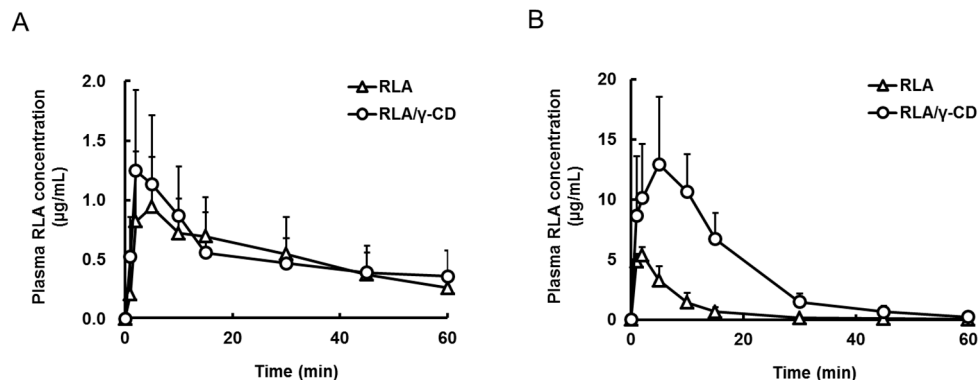 A
Plasma RLA concentration
(µg/mL)
2.0
1.5
1.0
0.5
0.0
0
20
40
60
Time (min)
RLA
RLA/γ-CD
B
Plasma RLA concentration
(µg/mL)
20
15
10
5
0
0
20
40
60
Time (min)
RLA
RLA/γ-CD